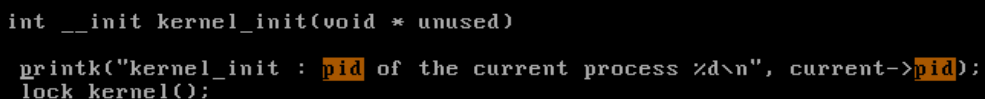 int __init kernel_init(void * unused)
printk("kernel_init : pid of the current process %d\n", current->pid);
lock_kernel();